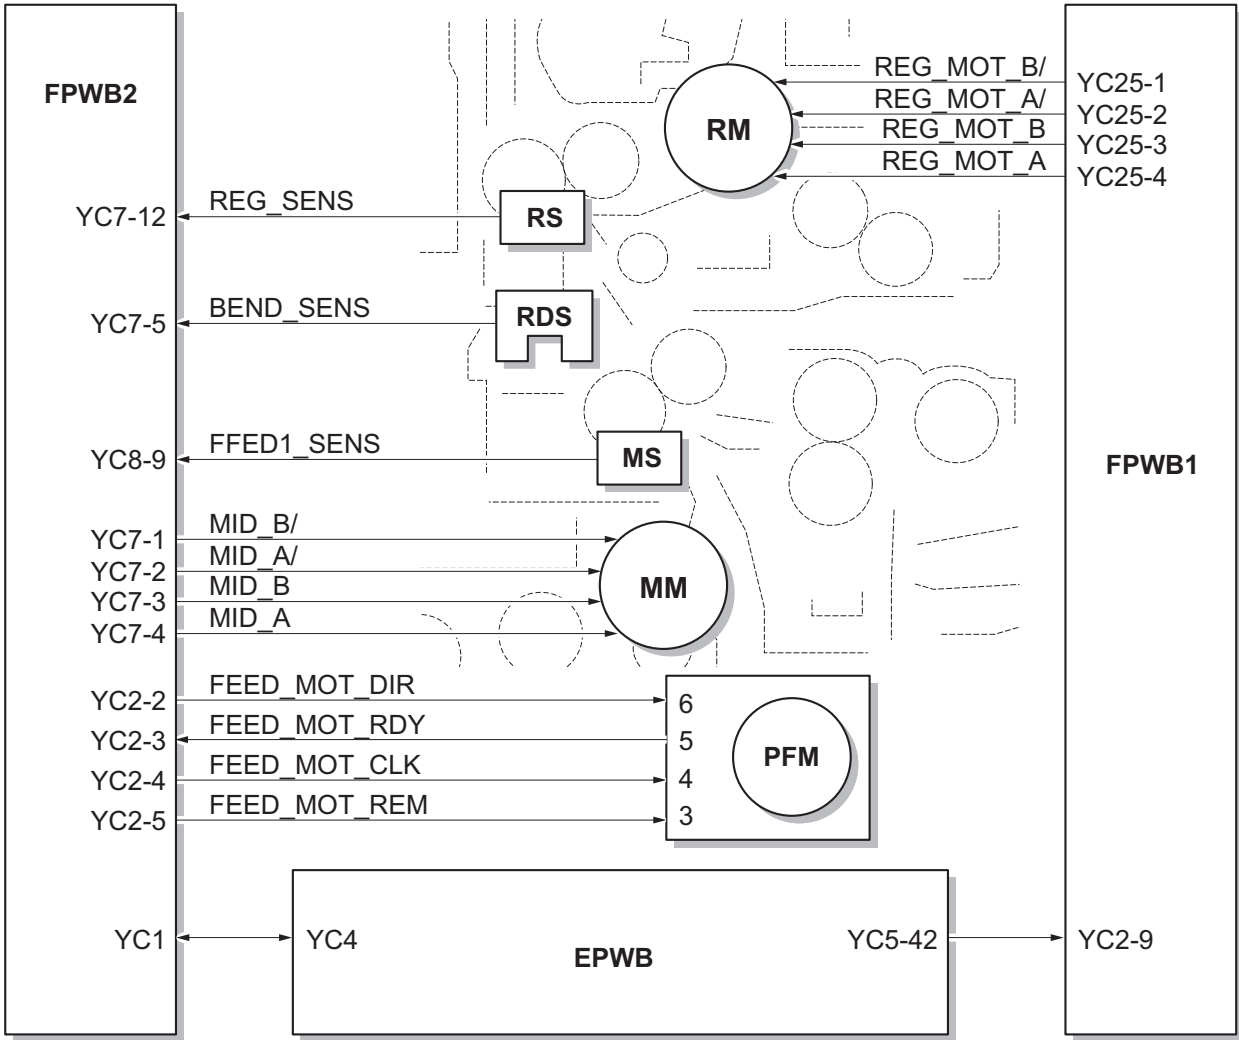 FPWB2
REG_MOT_B/
YC25-1
REG_MOT_A/
YC25-2
RM
REG_MOT_B
YC25-3
REG_MOT_A
YC25-4
YC7-12
REG_SENS
RS
YC7-5
BEND_SENS
RDS
YC8-9
FFED1_SENS
MS
FPWB1
YC7-1
MID_B/
YC7-2
MID_A/
YC7-3
MID_B
YC7-4
MID_A
MM
YC2-2
FEED_MOT_DIR
6
YC2-3
FEED_MOT_RDY
5
YC2-4
FEED_MOT_CLK
4
YC2-5
FEED_MOT_REM
3
PFM
YC1
YC4
EPWB
YC5-42
YC2-9